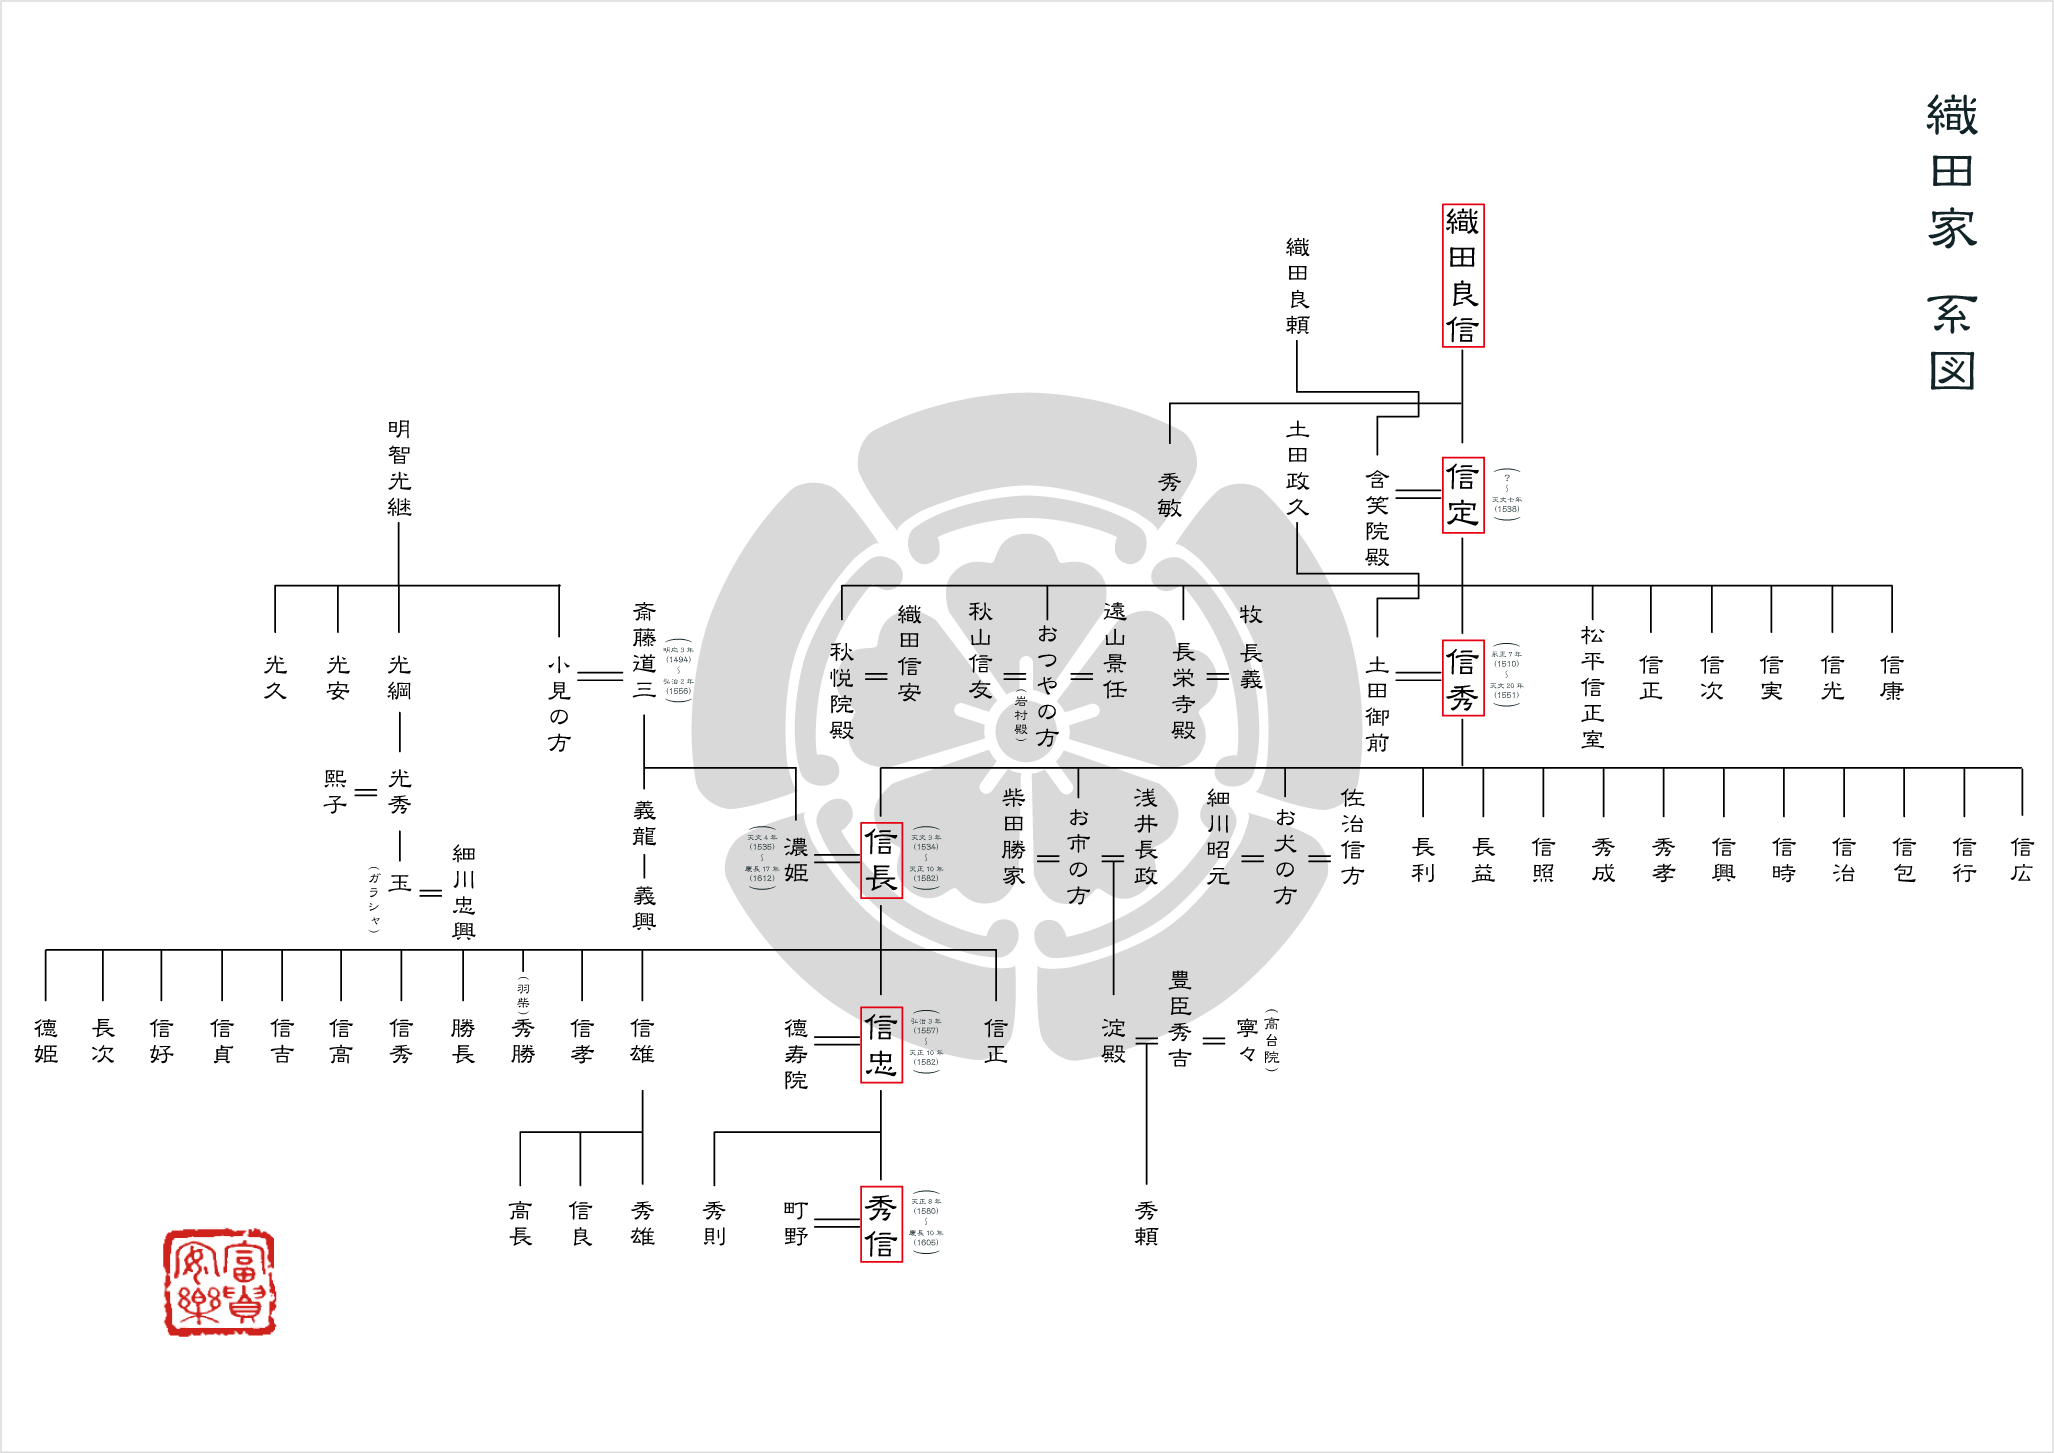 織田家 系図
織田良信
織田良頼
秀敏
土田政久
含笑院殿
信定
(?~天文七年(1538))
明智光継
光久
光安
光綱
小見の方
斎藤道三
(明応3年(1494)~弘治2年(1556))
秋悦院殿
織田信安
秋山信友
おつやの方
(岩村殿)
遠山景任
長栄寺殿
牧 長義
土田御前
信秀
(永正7年(1510)~天文20年(1551))
松平信正室
信正
信次
信実
信光
信康
熙子
光秀
義龍
濃姫
(天文4年(1535)~慶長17年(1612))
信長
(天文3年(1534)~天正10年(1582))
柴田勝家
お市の方
浅井長政
細川昭元
お犬の方
佐治信方
長利
長益
信照
秀成
秀孝
信興
信時
信治
信包
信行
信広
(ガラシャ)
玉
細川忠興
義興
徳姫
長次
信好
信貞
信吉
信高
信秀
勝長
(羽柴)秀勝
信孝
信雄
徳寿院
信忠
(弘治3年(1557)~天正10年(1582))
信正
淀殿
豊臣秀吉
寧々
(高台院)
高長
信良
秀雄
秀則
町野
秀信
(天正8年(1580)~慶長10年(1605))
秀頼
富貴
安樂